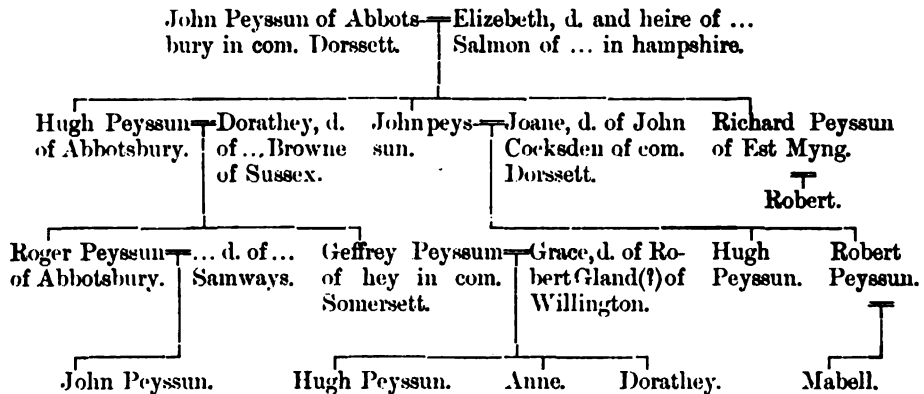 John Peyssun of Abbots-
bury in com. Dorssett.
Elizebeth, d. and heire of ...
Salmon of ... in hampshire.
Hugh Peyssun
of Abbotsbury.
Dorathey, d.
of ... Browne
of Sussex.
John peys-
sun.
Joane, d. of John
Cocksden of com.
Dorssett.
Richard Peyssun
of Est Myng.
Robert.
Roger Peyssun
of Abbotsbury.
... d. of ...
Samways.
Geffrey Peyssum
of hey in com.
Somersett.
Grace, d. of Ro-
bert Gland(?) of
Willington.
Hugh
Peyssun.
Robert
Peyssun.
John Peyssun.
Hugh Peyssun.
Anne.
Dorathey.
Mabell.